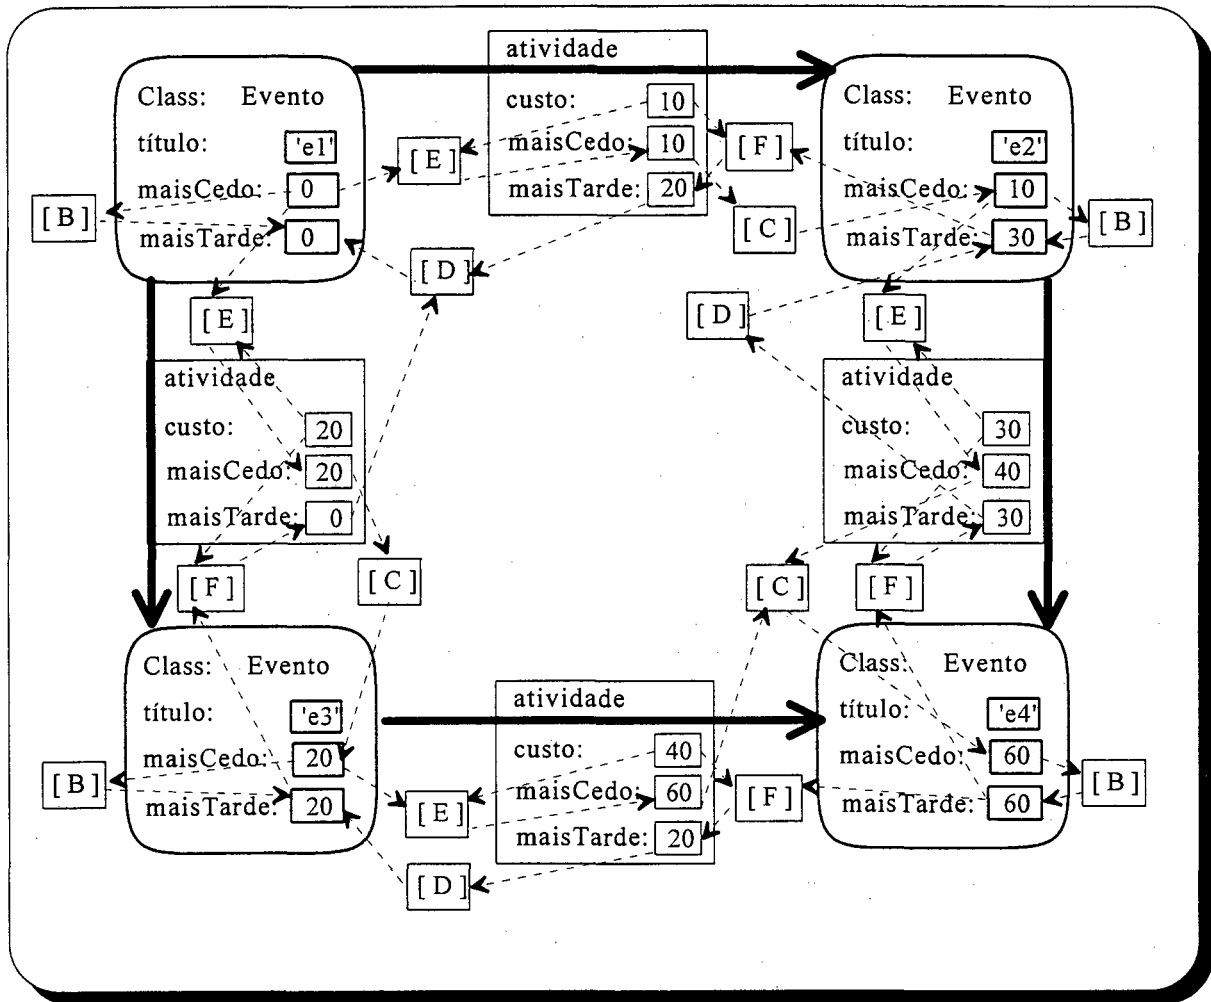 atividade
Class: Evento
custo: 10
Class: Evento
título: 'e1'
[ E ]
maisCedo: 10
[ F ]
título: 'e2'
maisCedo: 0
maisTarde: 20
maisCedo: 10
[ B ]
maisTarde: 0
[ C ]
maisTarde: 30
[ B ]
[ D ]
[ E ]
[ D ]
[ E ]
atividade
custo: 20
maisCedo: 20
maisTarde: 0
atividade
custo: 30
maisCedo: 40
maisTarde: 30
[ F ]
[ C ]
[ C ]
[ F ]
Class: Evento
título: 'e3'
maisCedo: 20
[ B ]
maisTarde: 20
atividade
custo: 40
maisCedo: 60
maisTarde: 20
[ E ]
[ F ]
[ D ]
Class: Evento
título: 'e4'
maisCedo: 60
[ B ]
maisTarde: 60